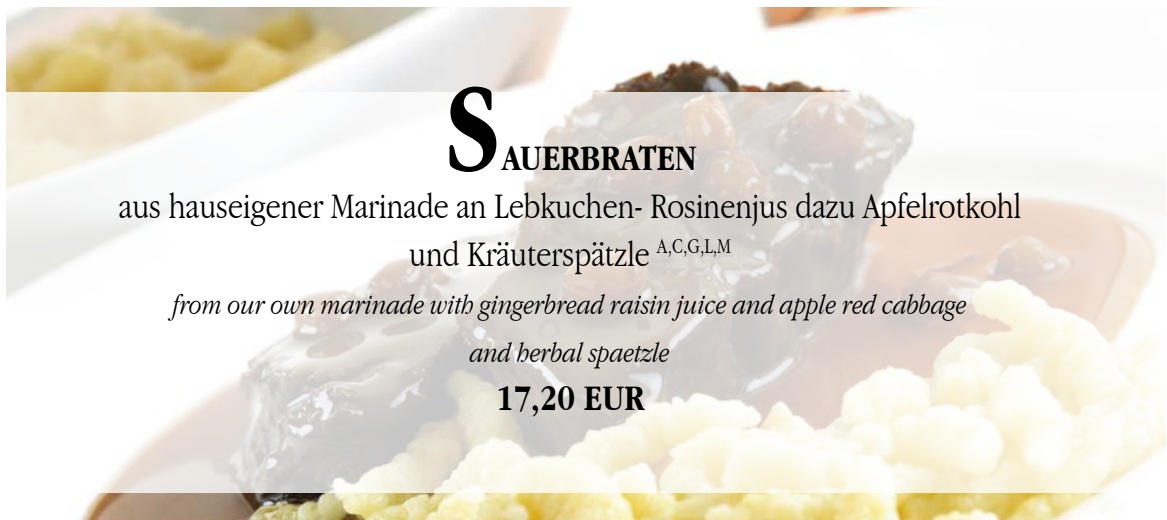 SAUERBRATEN
aus hauseigener Marinade an Lebkuchen- Rosinenjus dazu Apfelrotkohl
und Kräuterspätzle A,C,G,L,M
from our own marinade with gingerbread raisin juice and apple red cabbage
and herbal spaetzle
17,20 EUR